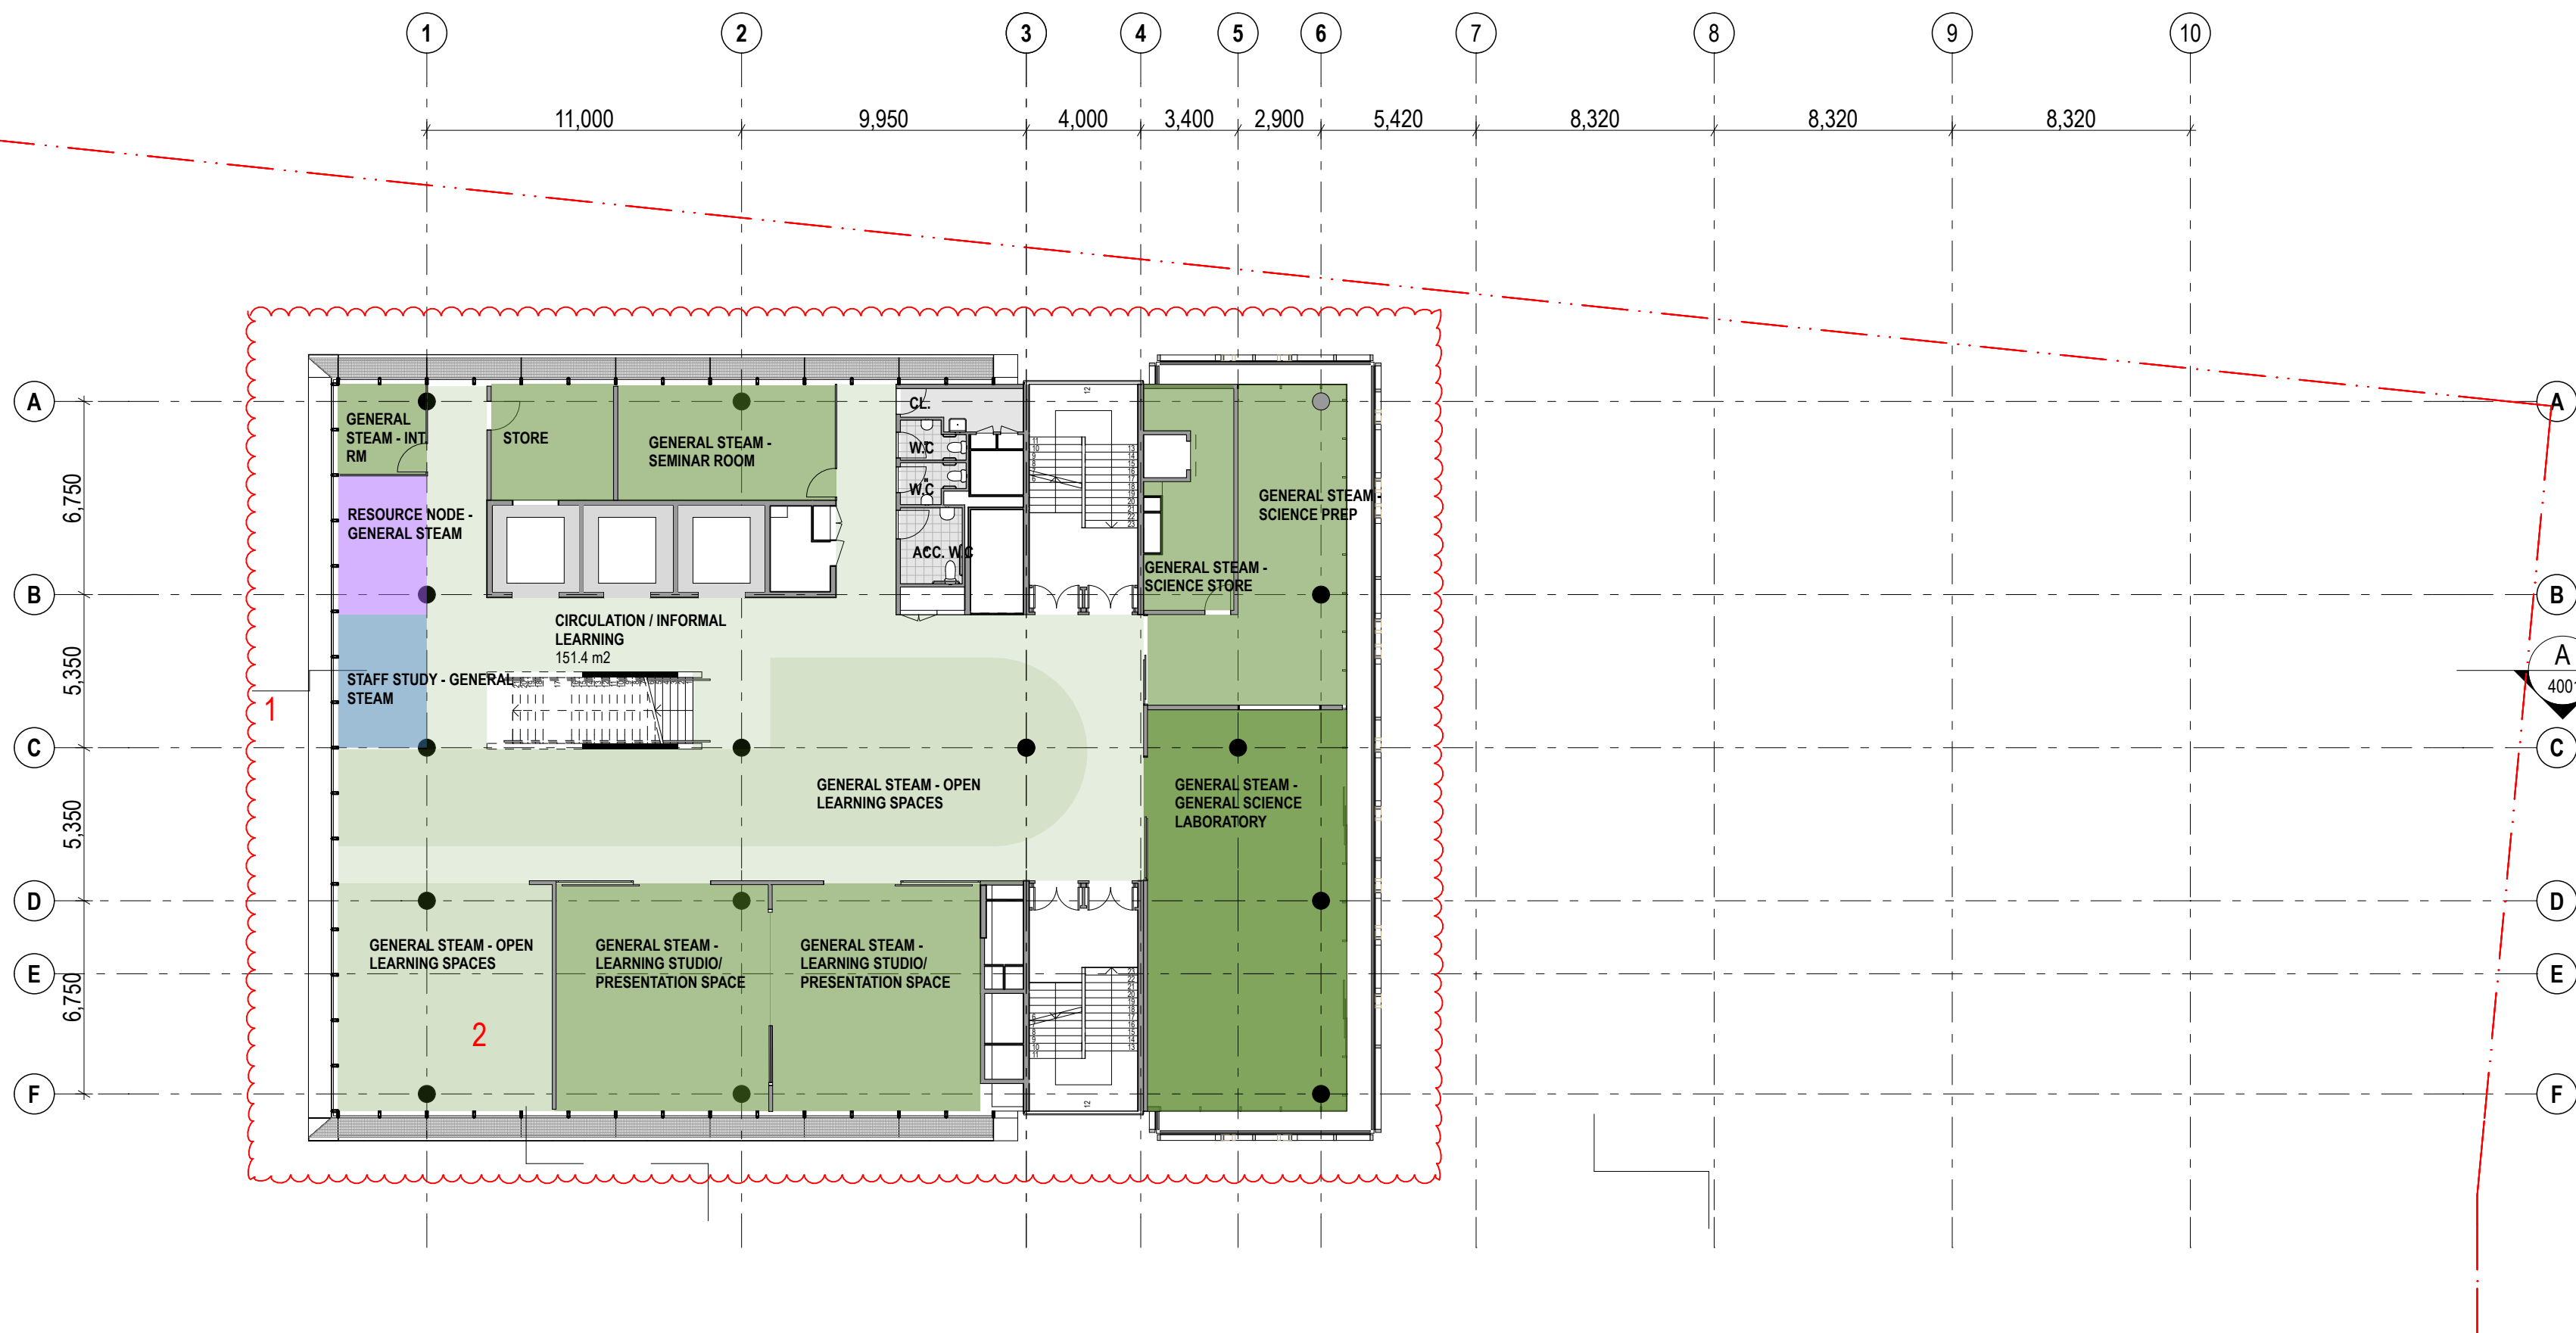 1 2 3 4 5 6 7 8 9 10
11,000 9,950 4,000 3,400 2,900 5,420 8,320 8,320 8,320
A A
6,750
B B
5,350
C C
5,350
D D
E E
6,750
F F
GENERAL
STEAM - INT.
RM
STORE
GENERAL STEAM -
SEMINAR ROOM
CL.
W.C
W.C
ACC. W.C
RESOURCE NODE -
GENERAL STEAM
GENERAL STEAM -
SCIENCE PREP
GENERAL STEAM -
SCIENCE STORE
CIRCULATION / INFORMAL
LEARNING
151.4 m2
STAFF STUDY - GENERAL
STEAM
1
A
4001
GENERAL STEAM - OPEN
LEARNING SPACES
GENERAL STEAM -
GENERAL SCIENCE
LABORATORY
GENERAL STEAM - OPEN
LEARNING SPACES
GENERAL STEAM -
LEARNING STUDIO/
PRESENTATION SPACE
GENERAL STEAM -
LEARNING STUDIO/
PRESENTATION SPACE
2
12
12